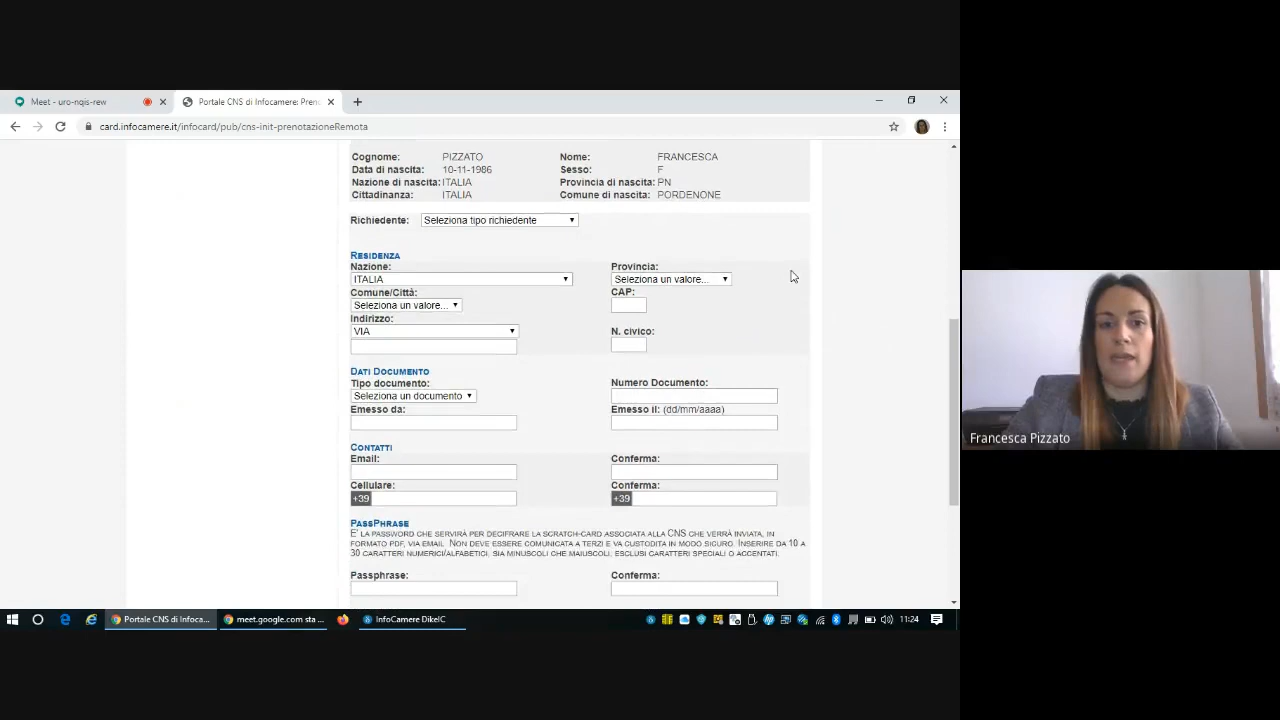 Meet - uro-nqis-rew
Portale CNS di Infocamere: Pren
card.infocamere.it/infocard/pub/cns-init-prenotazioneRemota
Cognome: PIZZATO Nome: FRANCESCA
Data di nascita: 10-11-1986 Sesso: F
Nazione di nascita: ITALIA Provincia di nascita: PN
Cittadinanza: ITALIA Comune di nascita: PORDENONE
Richiedente: Seleziona tipo richiedente
RESIDENZA
Nazione: Provincia:
ITALIA Seleziona un valore...
Comune/Città: CAP:
Seleziona un valore...
Indirizzo:
VIA N. civico:
DATI DOCUMENTO
Tipo documento: Numero Documento:
Seleziona un documento
Emesso da: Emesso il: (dd/mm/aaaa)
CONTATTI
Email: Conferma:
Cellulare: Conferma:
+39 +39
PASSPHRASE
E' LA PASSWORD CHE SERVIRÀ PER DECIFRARE LA SCRATCH-CARD ASSOCIATA ALLA CNS CHE VERRÀ INVIATA, IN
FORMATO PDF, VIA EMAIL. NON DEVE ESSERE COMUNICATA A TERZI E VA CUSTODITA IN MODO SICURO. INSERIRE DA 10 A
30 CARATTERI NUMERICI/ALFABETICI, SIA MINUSCOLI CHE MAIUSCOLI, ESCLUSI CARATTERI SPECIALI O ACCENTATI.
Passphrase: Conferma:
Francesca Pizzato
Portale CNS di Infoca... meet.google.com sta ... InfoCamere DikeIC 11:24